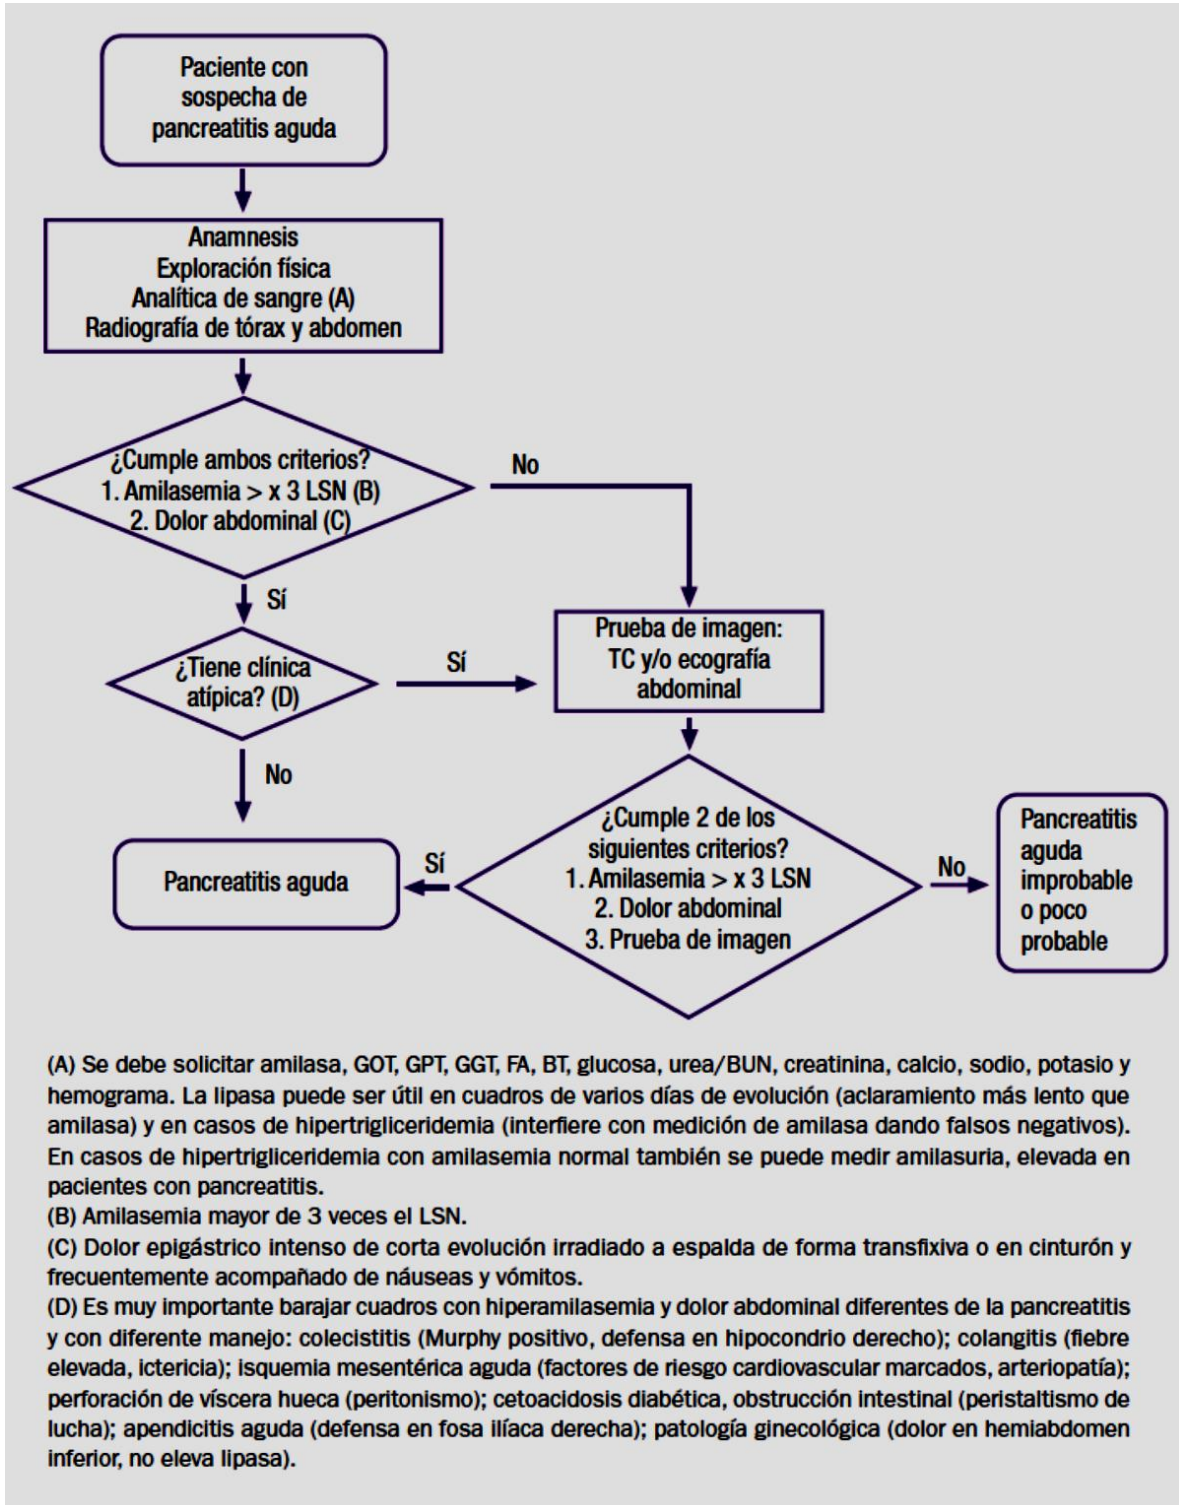 Paciente con
sospecha de
pancreatitis aguda
Anamnesis
Exploración física
Analítica de sangre (A)
Radiografía de tórax y abdomen
¿Cumple ambos criterios?
1. Amilasemia > x 3 LSN (B)
2. Dolor abdominal (C)
No
Sí
¿Tiene clínica
atípica? (D)
Sí
Prueba de imagen:
TC y/o ecografía
abdominal
No
Pancreatitis aguda
Sí
¿Cumple 2 de los
siguientes criterios?
1. Amilasemia > x 3 LSN
2. Dolor abdominal
3. Prueba de imagen
No
Pancreatitis
aguda
improbable
o poco
probable
(A) Se debe solicitar amilasa, GOT, GPT, GGT, FA, BT, glucosa, urea/BUN, creatinina, calcio, sodio, potasio y
hemograma. La lipasa puede ser útil en cuadros de varios días de evolución (aclaramiento más lento que
amilasa) y en casos de hipertrigliceridemia (interfiere con medición de amilasa dando falsos negativos).
En casos de hipertrigliceridemia con amilasemia normal también se puede medir amilasuria, elevada en
pacientes con pancreatitis.
(B) Amilasemia mayor de 3 veces el LSN.
(C) Dolor epigástrico intenso de corta evolución irradiado a espalda de forma transfixiva o en cinturón y
frecuentemente acompañado de náuseas y vómitos.
(D) Es muy importante barajar cuadros con hiperamilasemia y dolor abdominal diferentes de la pancreatitis
y con diferente manejo: colecistitis (Murphy positivo, defensa en hipocondrio derecho); colangitis (fiebre
elevada, ictericia); isquemia mesentérica aguda (factores de riesgo cardiovascular marcados, arteriopatía);
perforación de víscera hueca (peritonismo); cetoacidosis diabética, obstrucción intestinal (peristaltismo de
lucha); apendicitis aguda (defensa en fosa ilíaca derecha); patología ginecológica (dolor en hemiabdomen
inferior, no eleva lipasa).